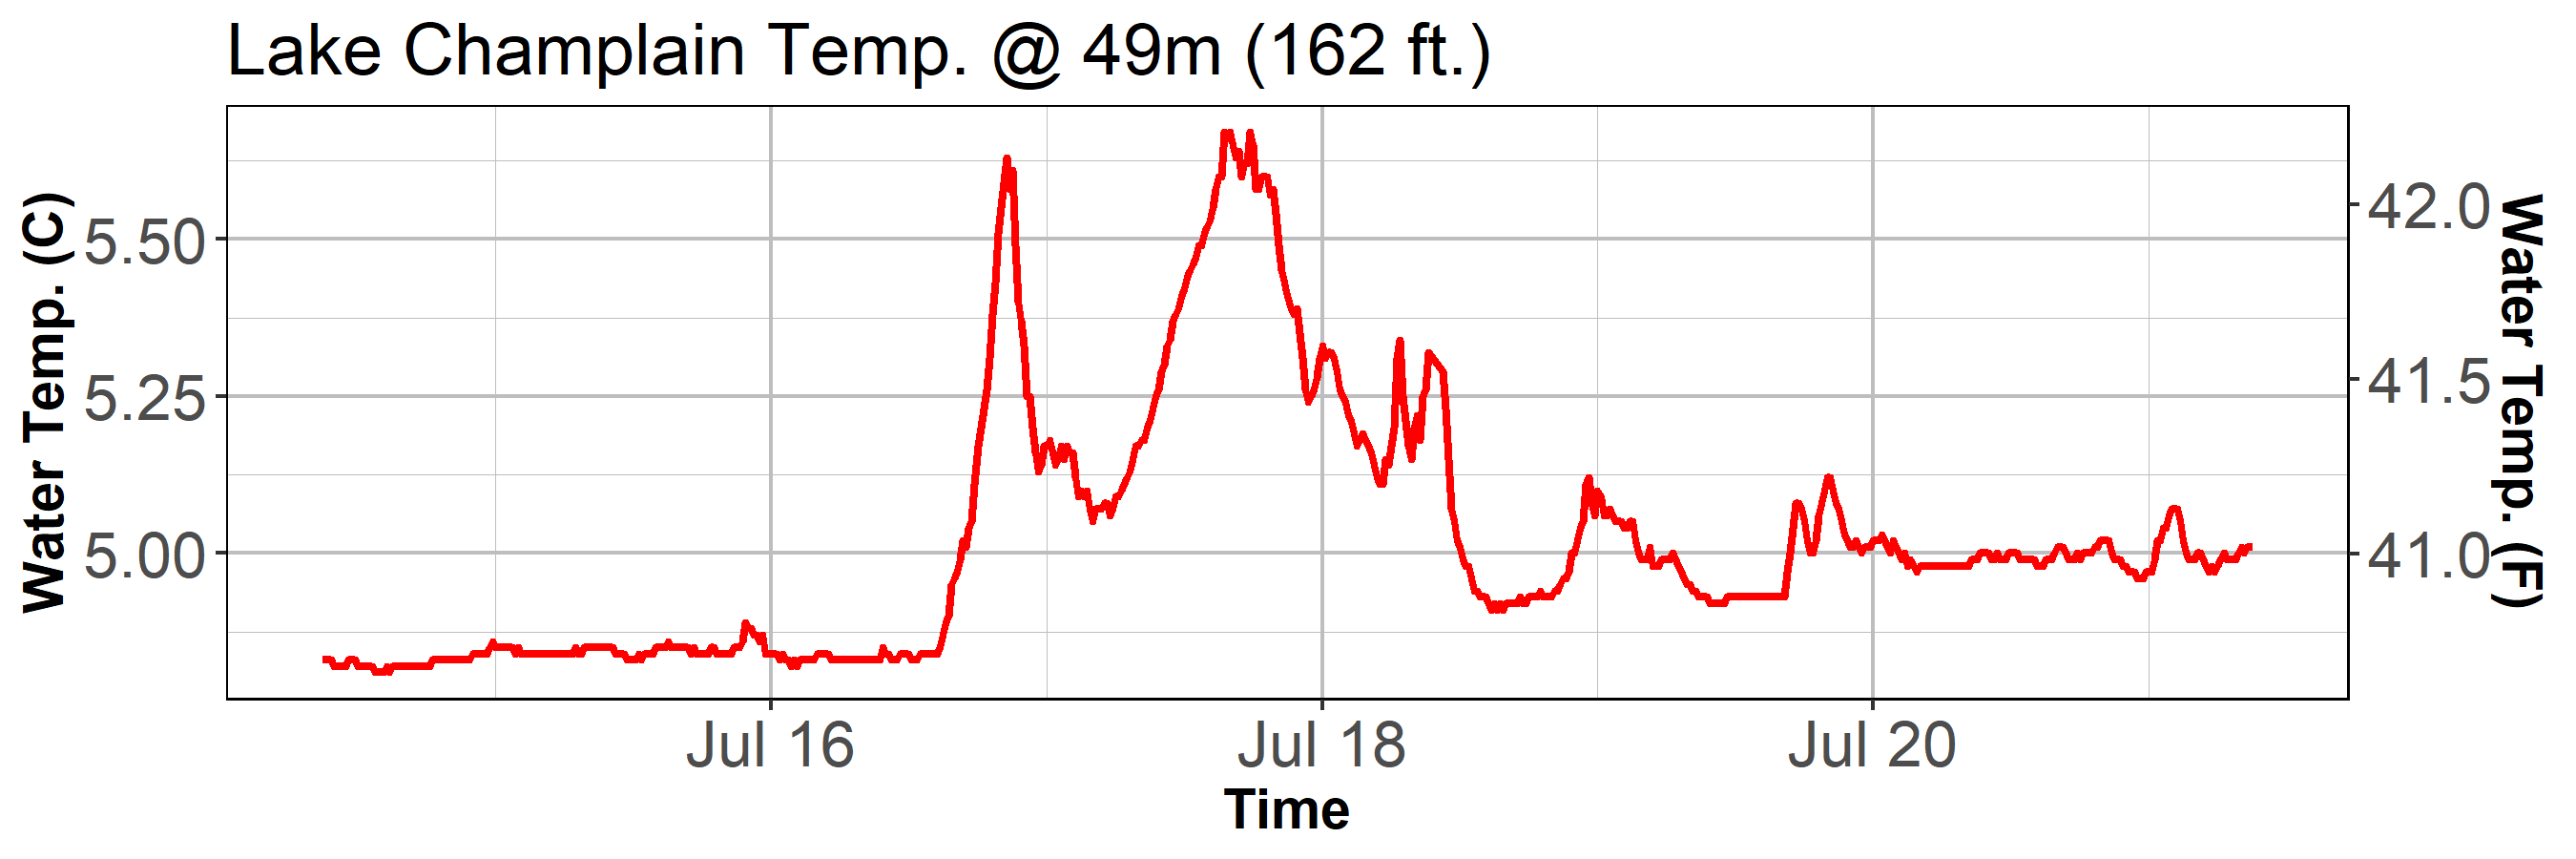 Lake Champlain Temp. @ 49m (162 ft.)
Water Temp. (C)
5.50
5.25
5.00
42.0
41.5
41.0
Water Temp. (F)
Jul 16
Jul 18
Jul 20
Time